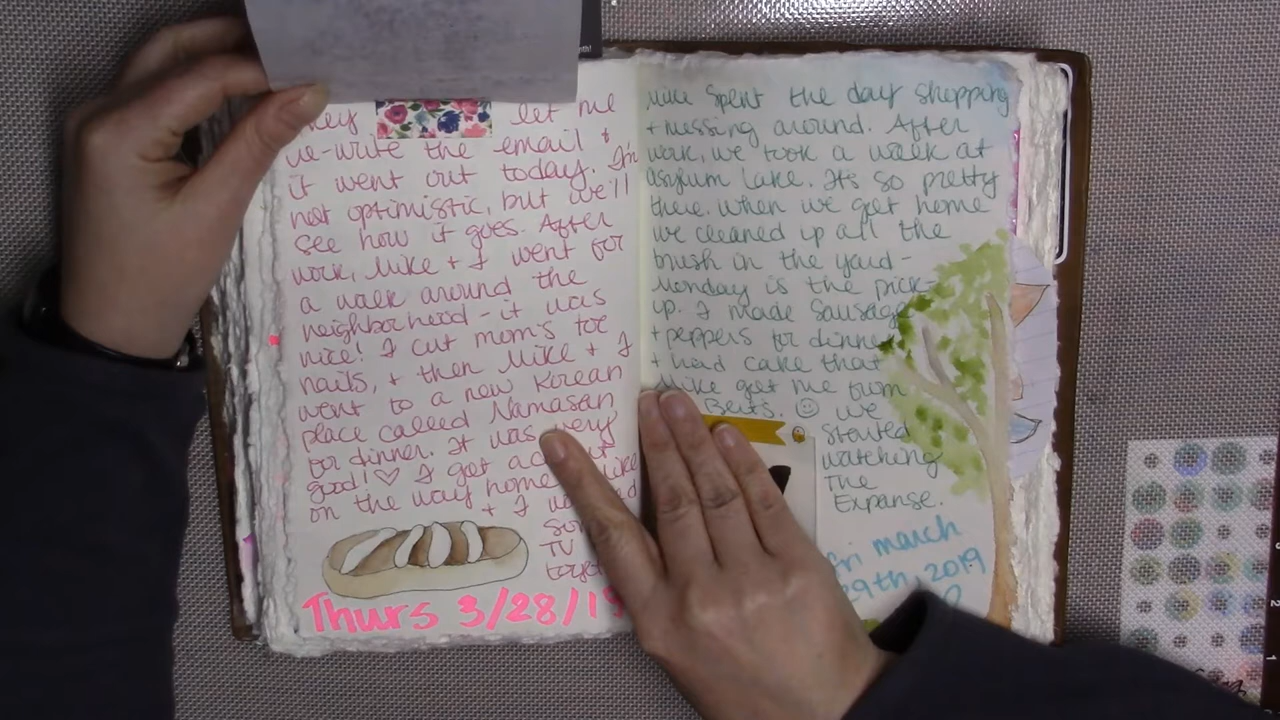 they let me
re-write the email &
it went out today. I'm
not optimistic, but we'll
see how it goes. After
work, Mike + I went for
a walk around the
neighborhood - it was
nice! I cut mom's toe
nails, + then Mike + I
went to a new Korean
place called Namasan
for dinner. It was very
good! ♡ I got a
on the way home. Mike
+ I
TV
Thurs 3/28/19
Mike spent the day shopping
+ messing around. After
work, we took a walk at
asylum Lake. Its so pretty
there. When we got home
we cleaned up all the
brush in the yard -
Monday is the pick-
up. I made Sausage
+ peppers for dinner
+ had cake that
Mike got me from
Berts. ☺ We
started
watching
The
Expanse.
Fri march
29th, 2019